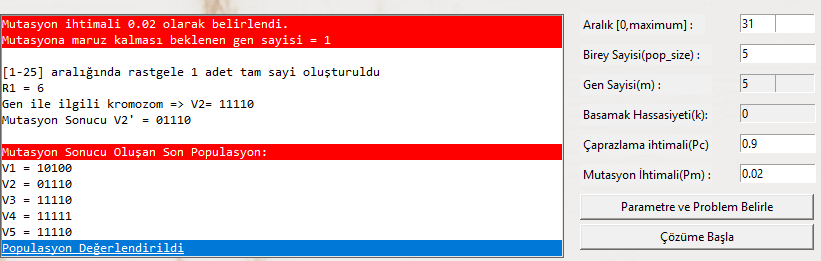 Mutasyon ihtimali 0.02 olarak belirlendi.
Mutasyona maruz kalması beklenen gen sayisi = 1
[1-25] aralığında rastgele 1 adet tam sayi oluşturuldu
R1 = 6
Gen ile ilgili kromozom => V2= 11110
Mutasyon Sonucu V2' = 01110
Mutasyon Sonucu Oluşan Son Populasyon:
V1 = 10100
V2 = 01110
V3 = 11110
V4 = 11111
V5 = 11110
Populasyon Değerlendirildi
Aralık [0,maximum] : 31
Birey Sayisi(pop_size) : 5
Gen Sayisi(m) : 5
Basamak Hassasiyeti(k): 0
Çaprazlama ihtimali(Pc) 0.9
Mutasyon İhtimali(Pm) : 0.02
Parametre ve Problem Belirle
Çözüme Başla